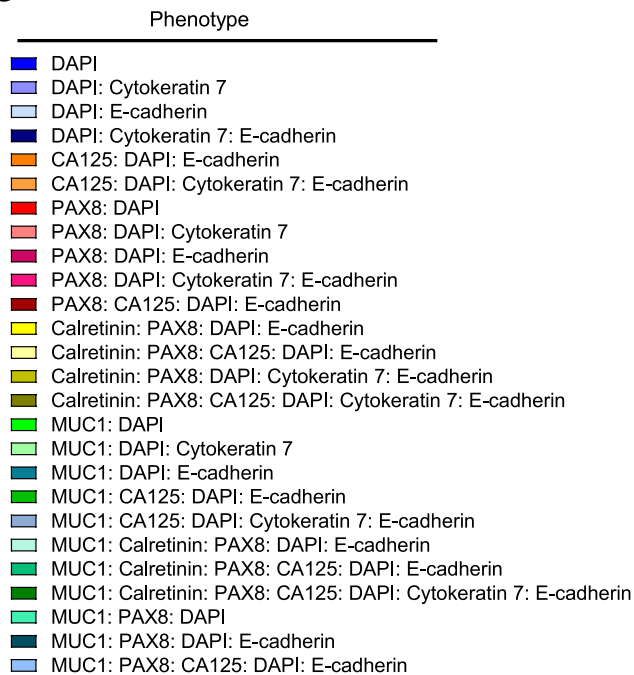 Phenotype
DAPI
DAPI: Cytokeratin 7
DAPI: E-cadherin
DAPI: Cytokeratin 7: E-cadherin
CA125: DAPI: E-cadherin
CA125: DAPI: Cytokeratin 7: E-cadherin
PAX8: DAPI
PAX8: DAPI: Cytokeratin 7
PAX8: DAPI: E-cadherin
PAX8: DAPI: Cytokeratin 7: E-cadherin
PAX8: CA125: DAPI: E-cadherin
Calretinin: PAX8: DAPI: E-cadherin
Calretinin: PAX8: CA125: DAPI: E-cadherin
Calretinin: PAX8: DAPI: Cytokeratin 7: E-cadherin
Calretinin: PAX8: CA125: DAPI: Cytokeratin 7: E-cadherin
MUC1: DAPI
MUC1: DAPI: Cytokeratin 7
MUC1: DAPI: E-cadherin
MUC1: CA125: DAPI: E-cadherin
MUC1: CA125: DAPI: Cytokeratin 7: E-cadherin
MUC1: Calretinin: PAX8: DAPI: E-cadherin
MUC1: Calretinin: PAX8: CA125: DAPI: E-cadherin
MUC1: Calretinin: PAX8: CA125: DAPI: Cytokeratin 7: E-cadherin
MUC1: PAX8: DAPI
MUC1: PAX8: DAPI: E-cadherin
MUC1: PAX8: CA125: DAPI: E-cadherin